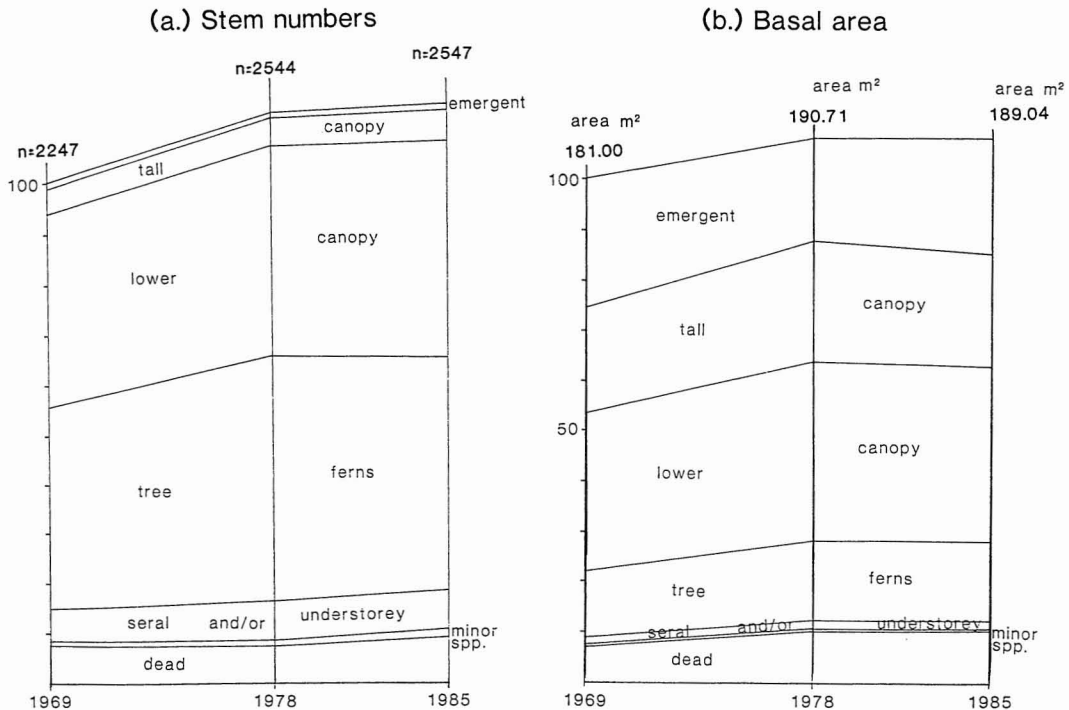 (a.) Stem numbers
n=2547
n=2544
emergent
canopy
n=2247
tall
100
canopy
lower
ferns
tree
understorey
seral and/or
minor
spp.
dead
1969
1978
1985
(b.) Basal area
area m²
190.71
area m²
189.04
area m²
181.00
100
emergent
canopy
tall
50
canopy
lower
ferns
tree
seral and/or understorey
minor
spp.
dead
1969
1978
1985